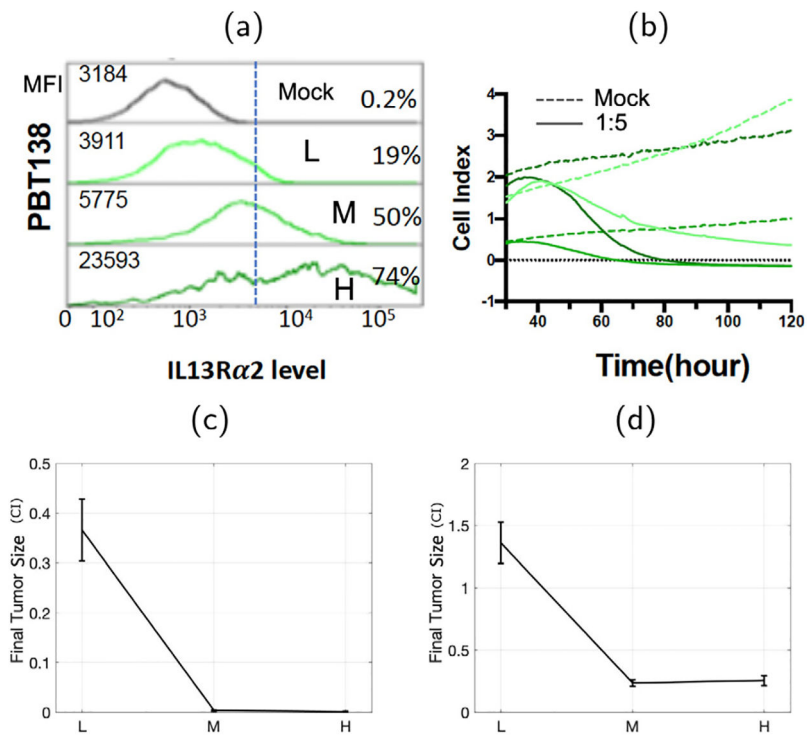 (a)
MFI
PBT138
3184
Mock
0.2%
3911
L
19%
5775
M
50%
23593
H
74%
0 10² 10³ 10⁴ 10⁵
IL13Rα2 level
(b)
Cell Index
4
3
2
1
0
-1
Mock
1:5
40 60 80 100 120
Time(hour)
(c)
Final Tumor Size (CI)
0.5
0.4
0.3
0.2
0.1
0
L M H
(d)
Final Tumor Size (CI)
2
1.5
1
0.5
0
L M H